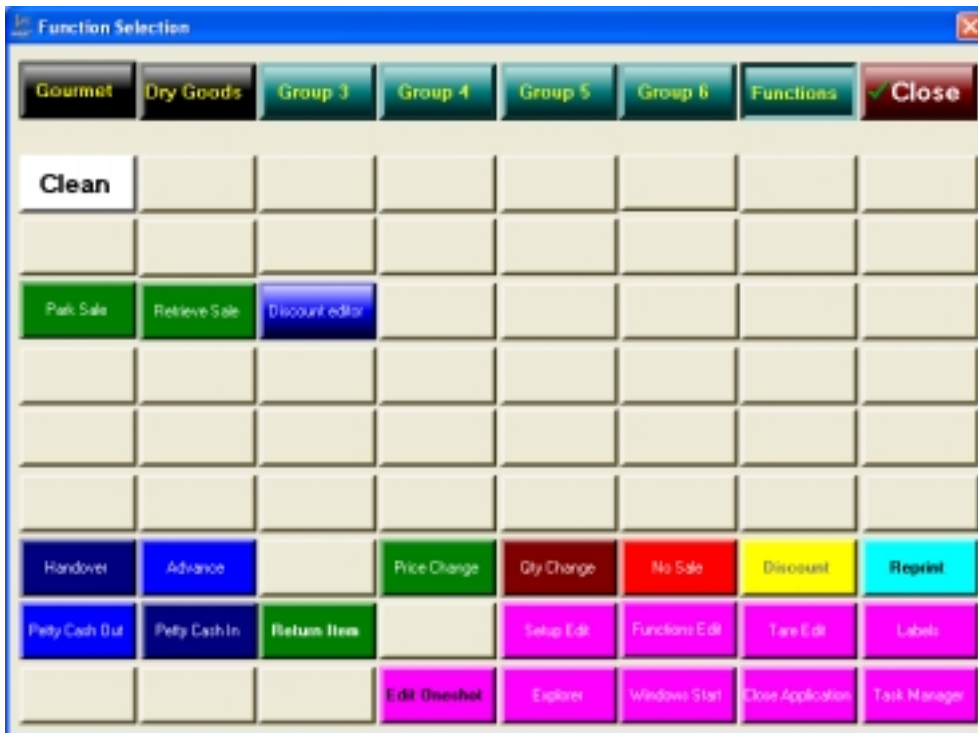 Function Selection
Gourmet Dry Goods Group 3 Group 4 Group 5 Group 6 Functions Close
Clean
Park Sale Retrieve Sale Discount editor
Handover Advance Price Change Qty Change No Sale Discount Reprint
Petty Cash Out Petty Cash In Return Item Setup Edit Functions Edit Tare Edit Labels
Edit Oneshot Explorer Windows Start Close Application Task Manager